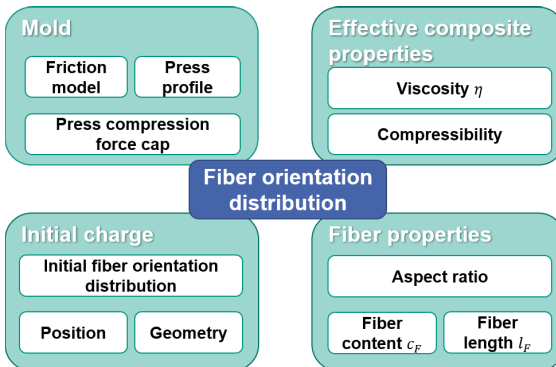 Mold
Friction
model
Press
profile
Press compression
force cap
Effective composite
properties
Viscosity η
Compressibility
Fiber orientation
distribution
Initial charge
Initial fiber orientation
distribution
Position
Geometry
Fiber properties
Aspect ratio
Fiber
content c_F
Fiber
length l_F